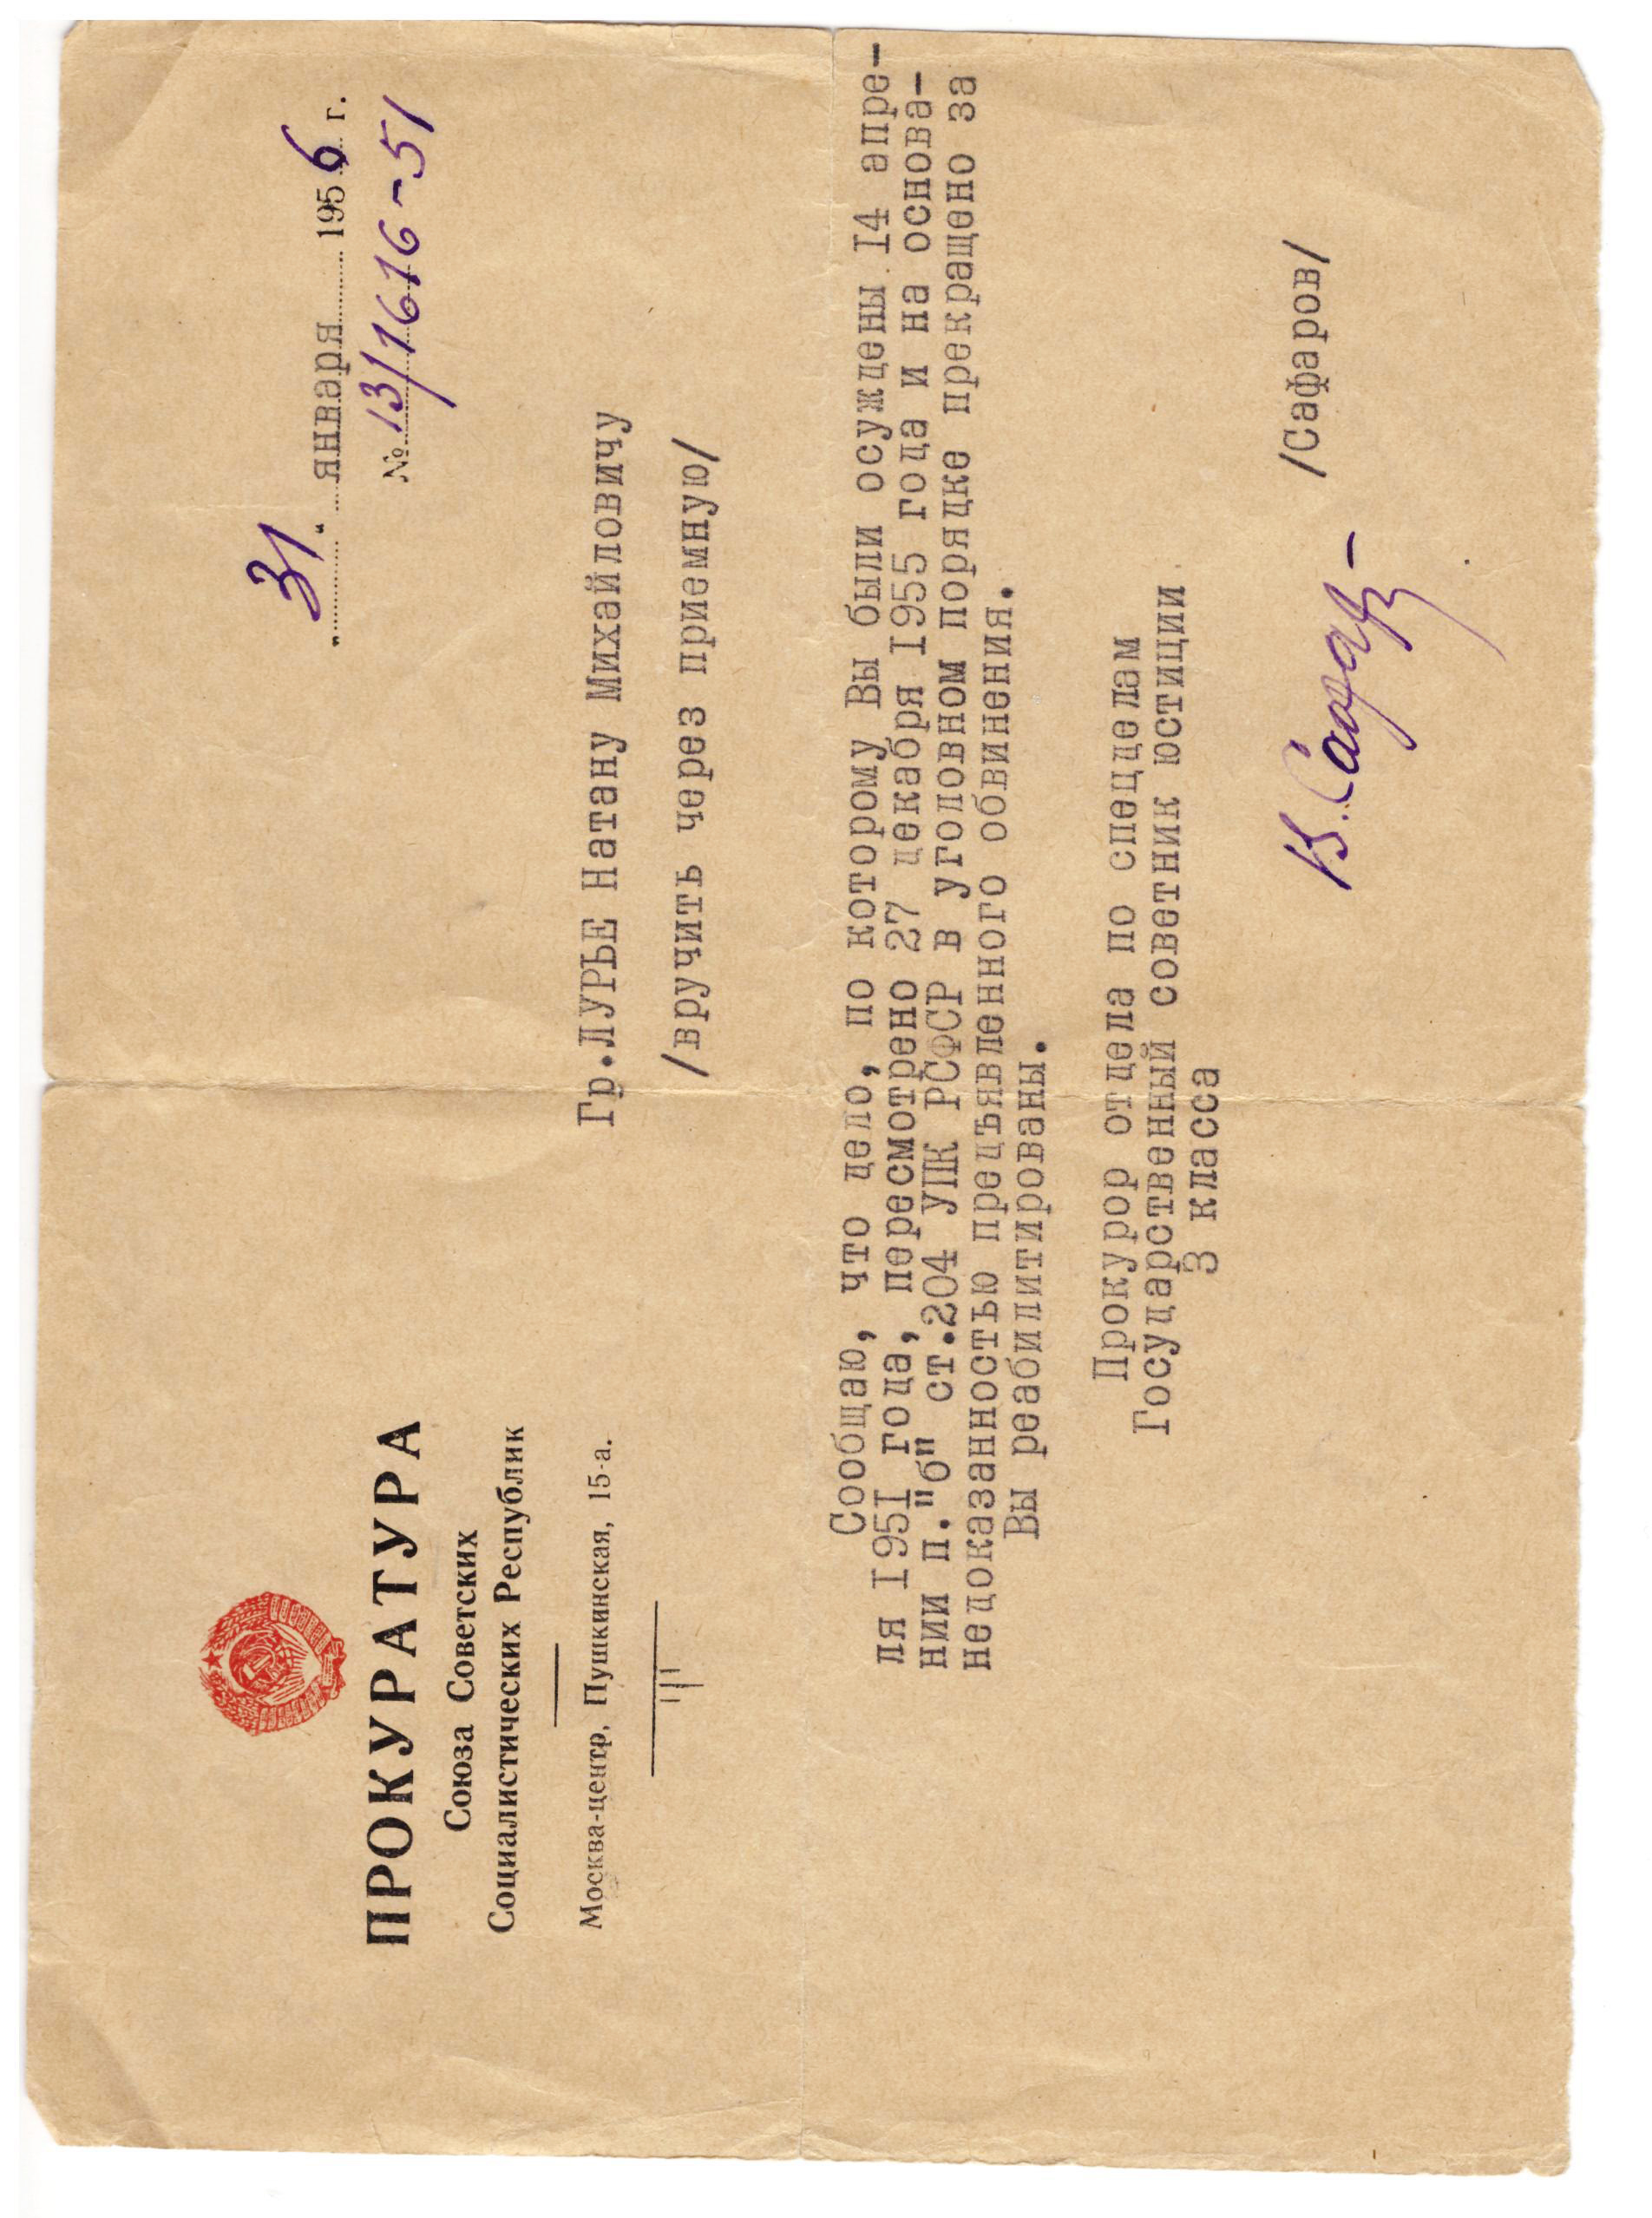 ПРОКУРАТУРА
Союза Советских
Социалистических Республик
Москва-центр, Пушкинская, 15-а.
„31“ января 1956 г.
№ 13/1616-51
Гр.ЛУРЬЕ Натану Михайловичу
/вручить через приемную/
Сообщаю, что дело, по которому Вы были осуждены I4 апре-
ля I95I года, пересмотрено 27 декабря I955 года и на основа-
нии п."б" ст.204 УПК РСФСР в уголовном порядке прекращено за
недоказанностью предъявленного обвинения.
Вы реабилитированы.
Прокурор отдела по спецделам
Государственный советник юстиции
3 класса
В. Сафаров /Сафаров/